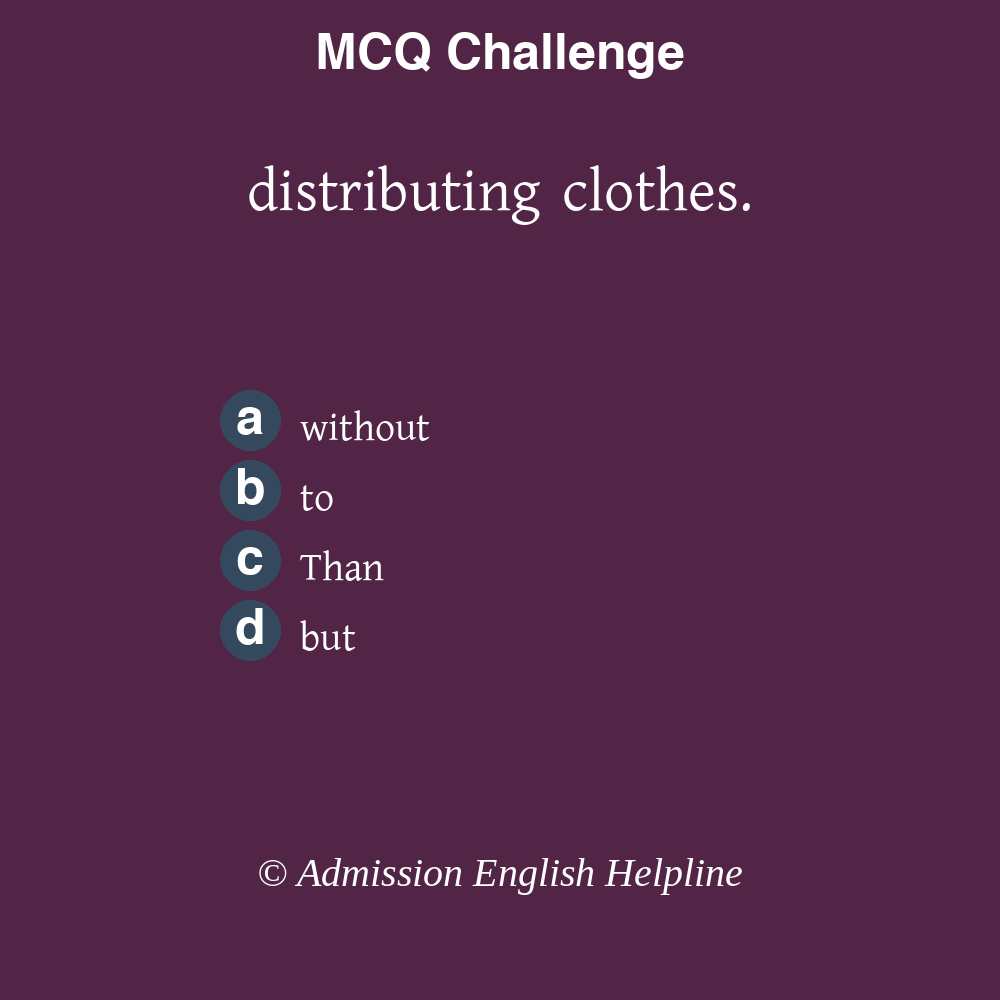 MCQ Challenge
distributing clothes.
a without
b to
c Than
d but
© Admission English Helpline